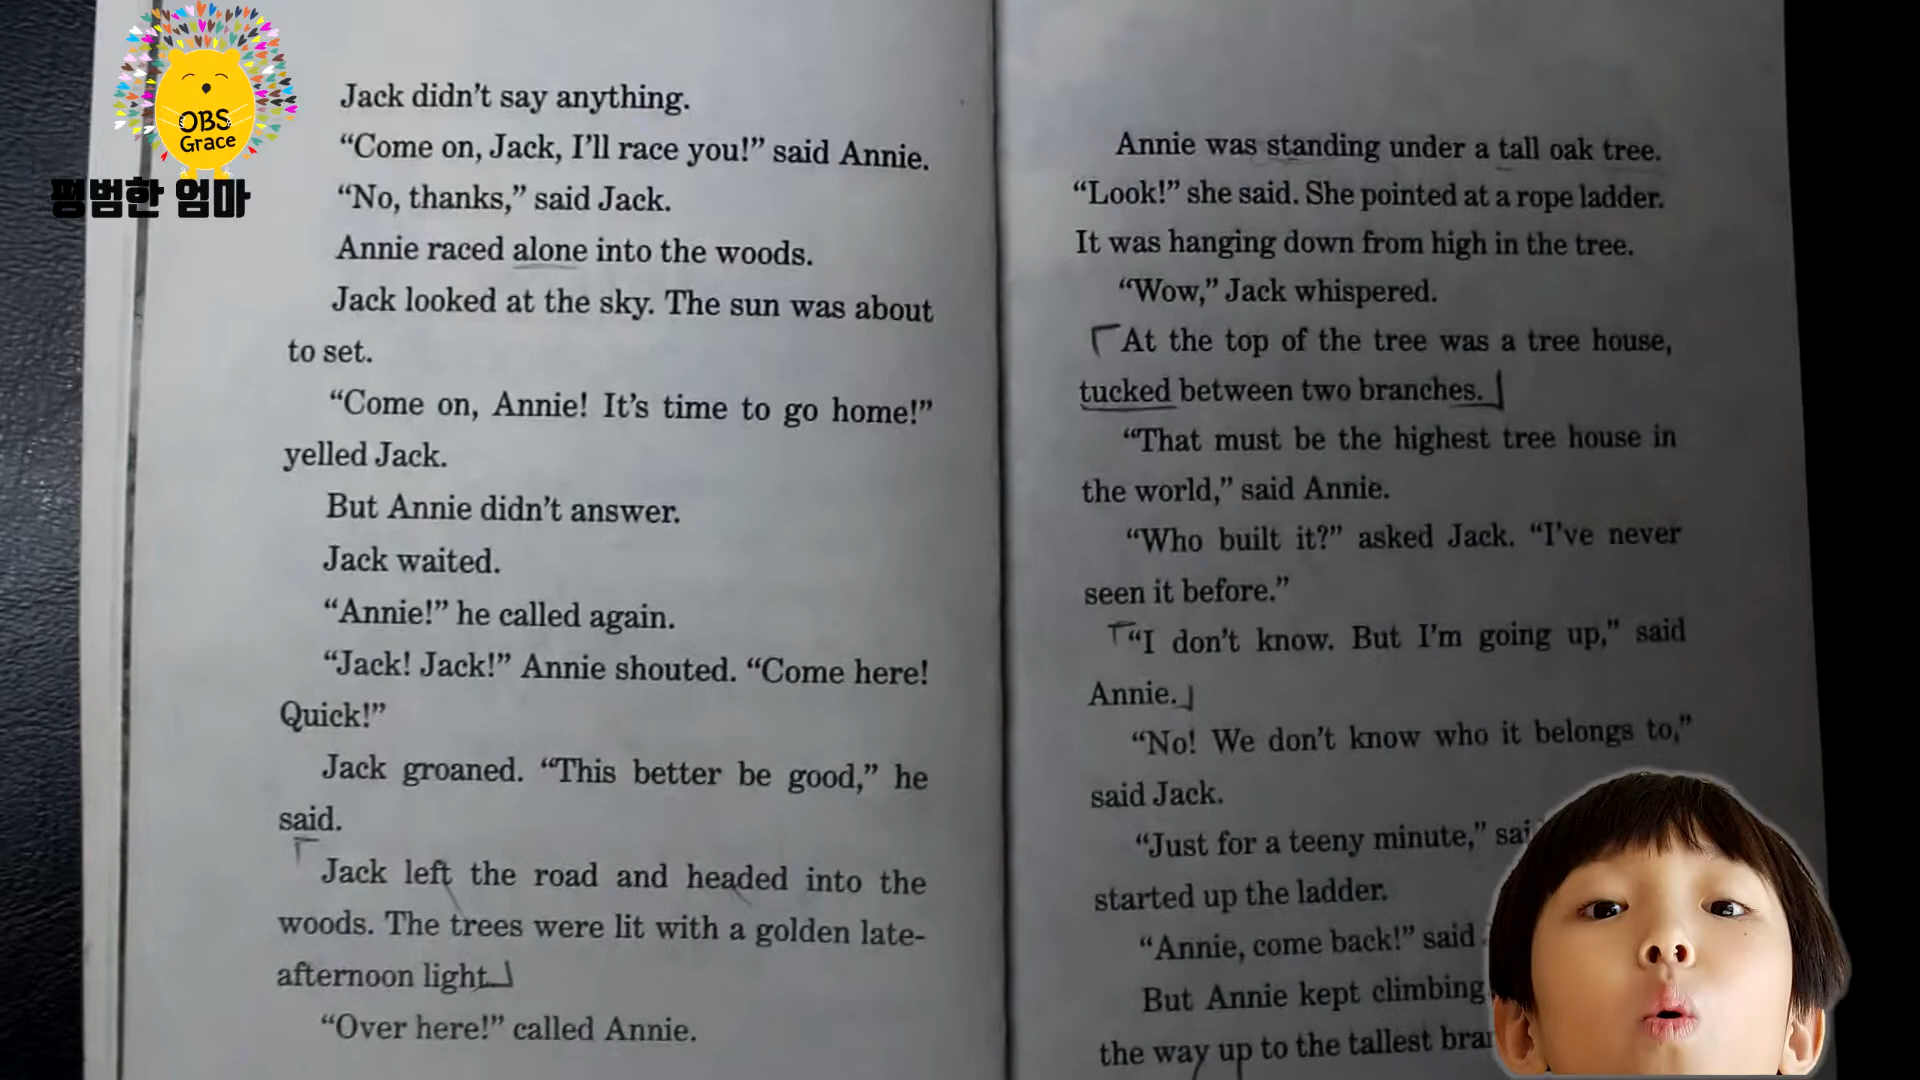 OBS
Grace
평범한 엄마
Jack didn't say anything.
“Come on, Jack, I'll race you!” said Annie.
“No, thanks,” said Jack.
Annie raced alone into the woods.
Jack looked at the sky. The sun was about
to set.
“Come on, Annie! It's time to go home!”
yelled Jack.
But Annie didn't answer.
Jack waited.
“Annie!” he called again.
“Jack! Jack!” Annie shouted. “Come here!
Quick!”
Jack groaned. “This better be good,” he
said.
Jack left the road and headed into the
woods. The trees were lit with a golden late-
afternoon light.
“Over here!” called Annie.
Annie was standing under a tall oak tree.
“Look!” she said. She pointed at a rope ladder.
It was hanging down from high in the tree.
“Wow,” Jack whispered.
At the top of the tree was a tree house,
tucked between two branches.
“That must be the highest tree house in
the world,” said Annie.
“Who built it?” asked Jack. “I've never
seen it before.”
“I don't know. But I'm going up,” said
Annie.
“No! We don't know who it belongs to,”
said Jack.
“Just for a teeny minute,”
started up the ladder.
“Annie, come back!” said
But Annie kept climbing
the way up to the tallest